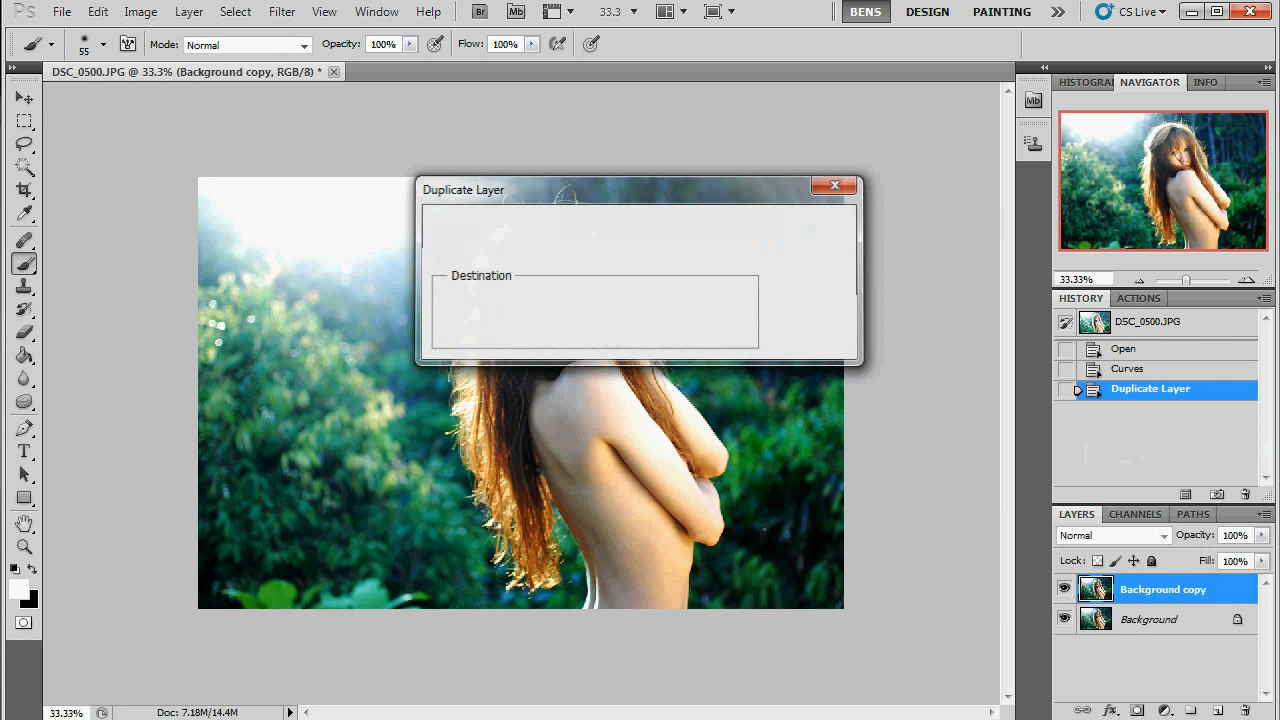 Ps File Edit Image Layer Select Filter View Window Help Br Mb 33.3 BENS DESIGN PAINTING CS Live
55 Mode: Normal Opacity: 100% Flow: 100%
DSC_0500.JPG @ 33.3% (Background copy, RGB/8) *
HISTOGRA NAVIGATOR INFO
Mb
Duplicate Layer
Destination
33.33%
HISTORY ACTIONS
DSC_0500.JPG
Open
Curves
Duplicate Layer
LAYERS CHANNELS PATHS
Normal Opacity: 100%
Lock: Fill: 100%
Background copy
Background
33.33% Doc: 7.18M/14.4M